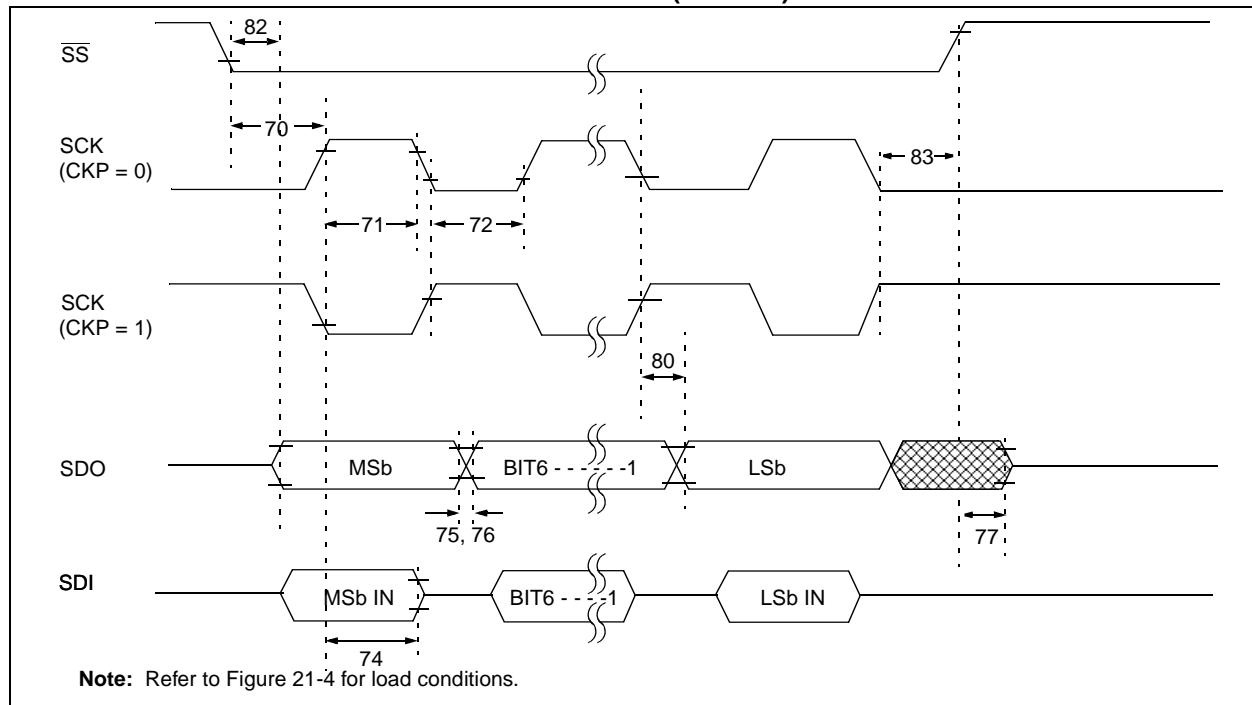 82
SS
70
SCK
(CKP = 0)
83
71
72
SCK
(CKP = 1)
80
SDO
MSb
BIT6 - - - - - -1
LSb
75, 76
77
SDI
MSb IN
BIT6 - - - -1
LSb IN
74
Note: Refer to Figure 21-4 for load conditions.